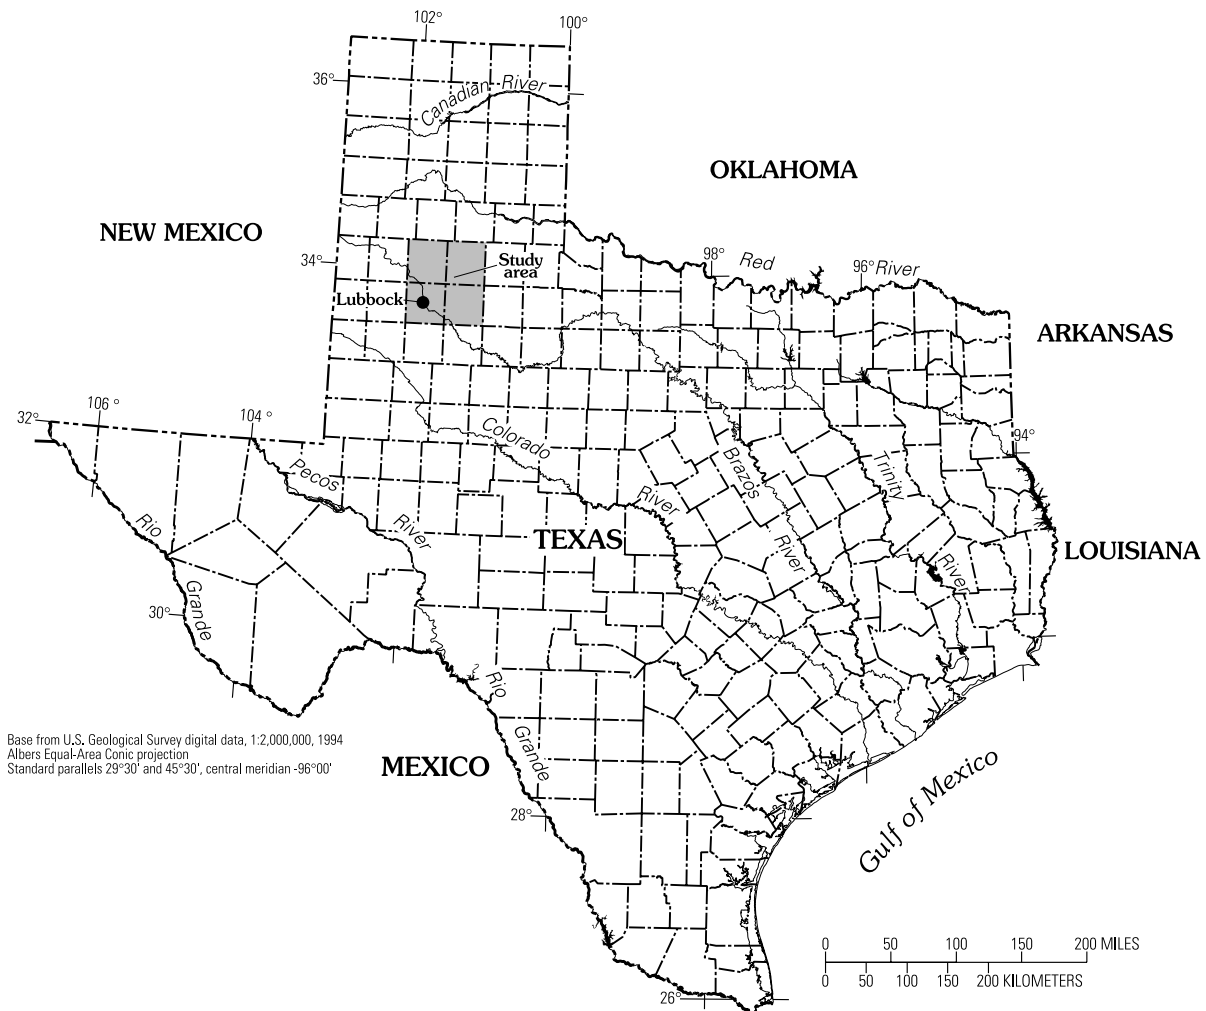 102°
100°
36°
Canadian River
OKLAHOMA
NEW MEXICO
34°
Study
area
98°
Red
96°
River
Lubbock
ARKANSAS
32°
106 °
104 °
Colorado
94°
Pecos
River
Brazos
Trinity
Rio
River
TEXAS
River
River
LOUISIANA
Grande
30°
Rio
Grande
Base from U.S. Geological Survey digital data, 1:2,000,000, 1994
Albers Equal-Area Conic projection
Standard parallels 29°30' and 45°30', central meridian -96°00'
MEXICO
Gulf of Mexico
28°
0 50 100 150 200 MILES
0 50 100 150 200 KILOMETERS
26°